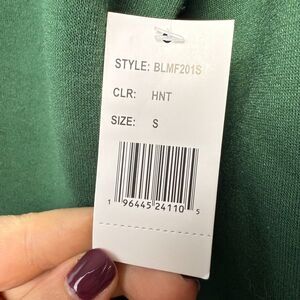 STYLE: BLMF201S
CLR: HNT
SIZE: S
1 96445 24110 5